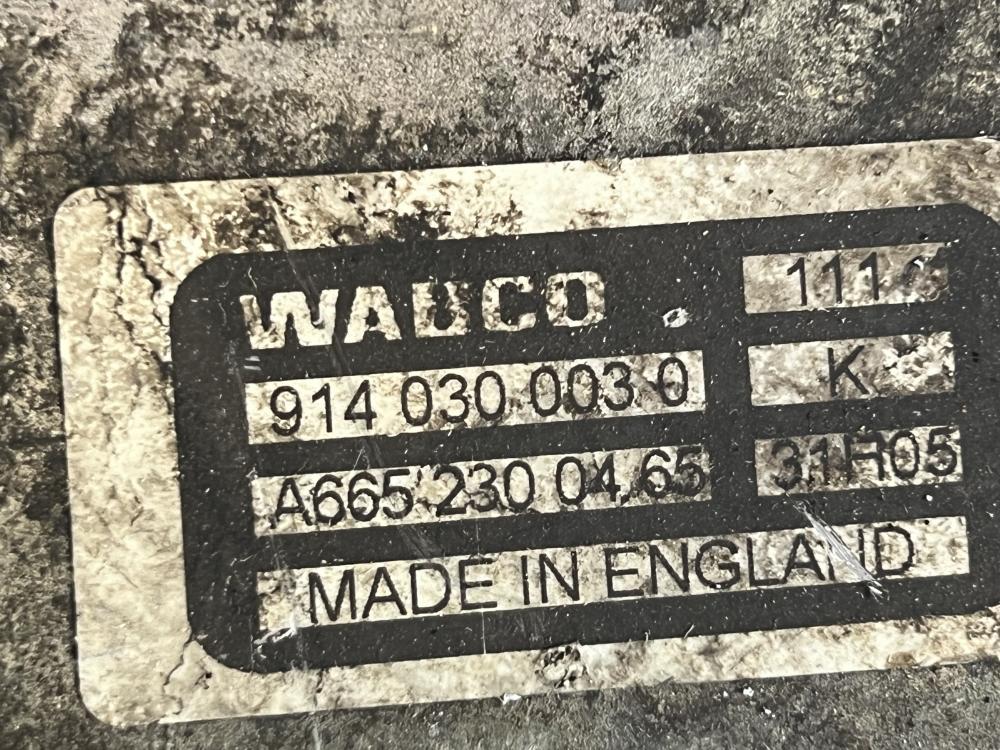 WABCO
914 030 003 0 K
A665 230 04 65 31R05
MADE IN ENGLAND